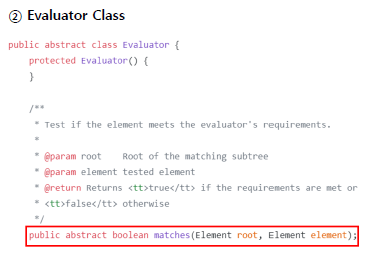 ② Evaluator Class
public abstract class Evaluator {
    protected Evaluator() {
    }

    /**
     * Test if the element meets the evaluator's requirements.
     *
     * @param root    Root of the matching subtree
     * @param element tested element
     * @return Returns <tt>true</tt> if the requirements are met or
     * <tt>false</tt> otherwise
     */
    public abstract boolean matches(Element root, Element element);